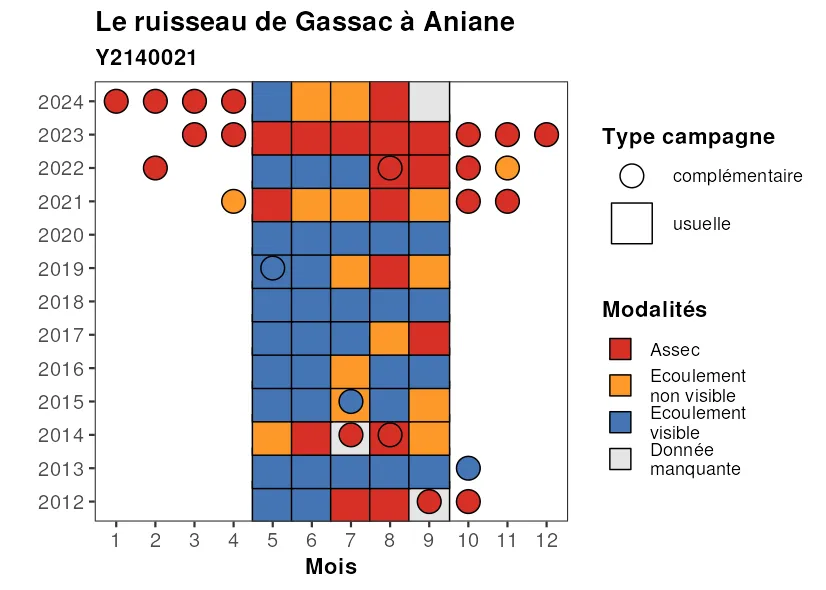 Le ruisseau de Gassac à Aniane
Y2140021
2024
2023
2022
2021
2020
2019
2018
2017
2016
2015
2014
2013
2012
1 2 3 4 5 6 7 8 9 10 11 12
Mois
Type campagne
complémentaire
usuelle
Modalités
Assec
Ecoulement
non visible
Ecoulement
visible
Donnée
manquante